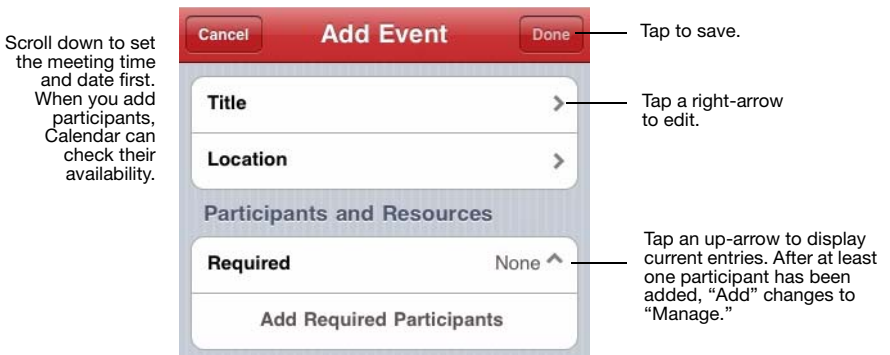 Scroll down to set
the meeting time
and date first.
When you add
participants,
Calendar can
check their
availability.
Cancel
Add Event
Done
Tap to save.
Title
Tap a right-arrow
to edit.
Location
Participants and Resources
Required
None
Tap an up-arrow to display
current entries. After at least
one participant has been
added, “Add” changes to
“Manage.”
Add Required Participants